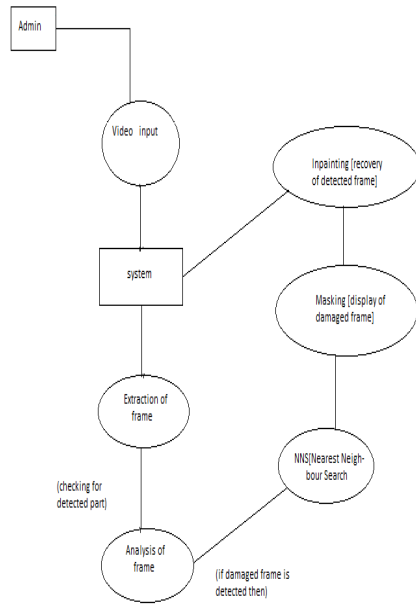 Admin
Video input
system
Extraction of
frame
(checking for
detected part)
Analysis of
frame
(if damaged frame is
detected then)
NNS[Nearest Neigh-
bour Search
Masking [display of
damaged frame]
Inpainting [recovery
of detected frame]